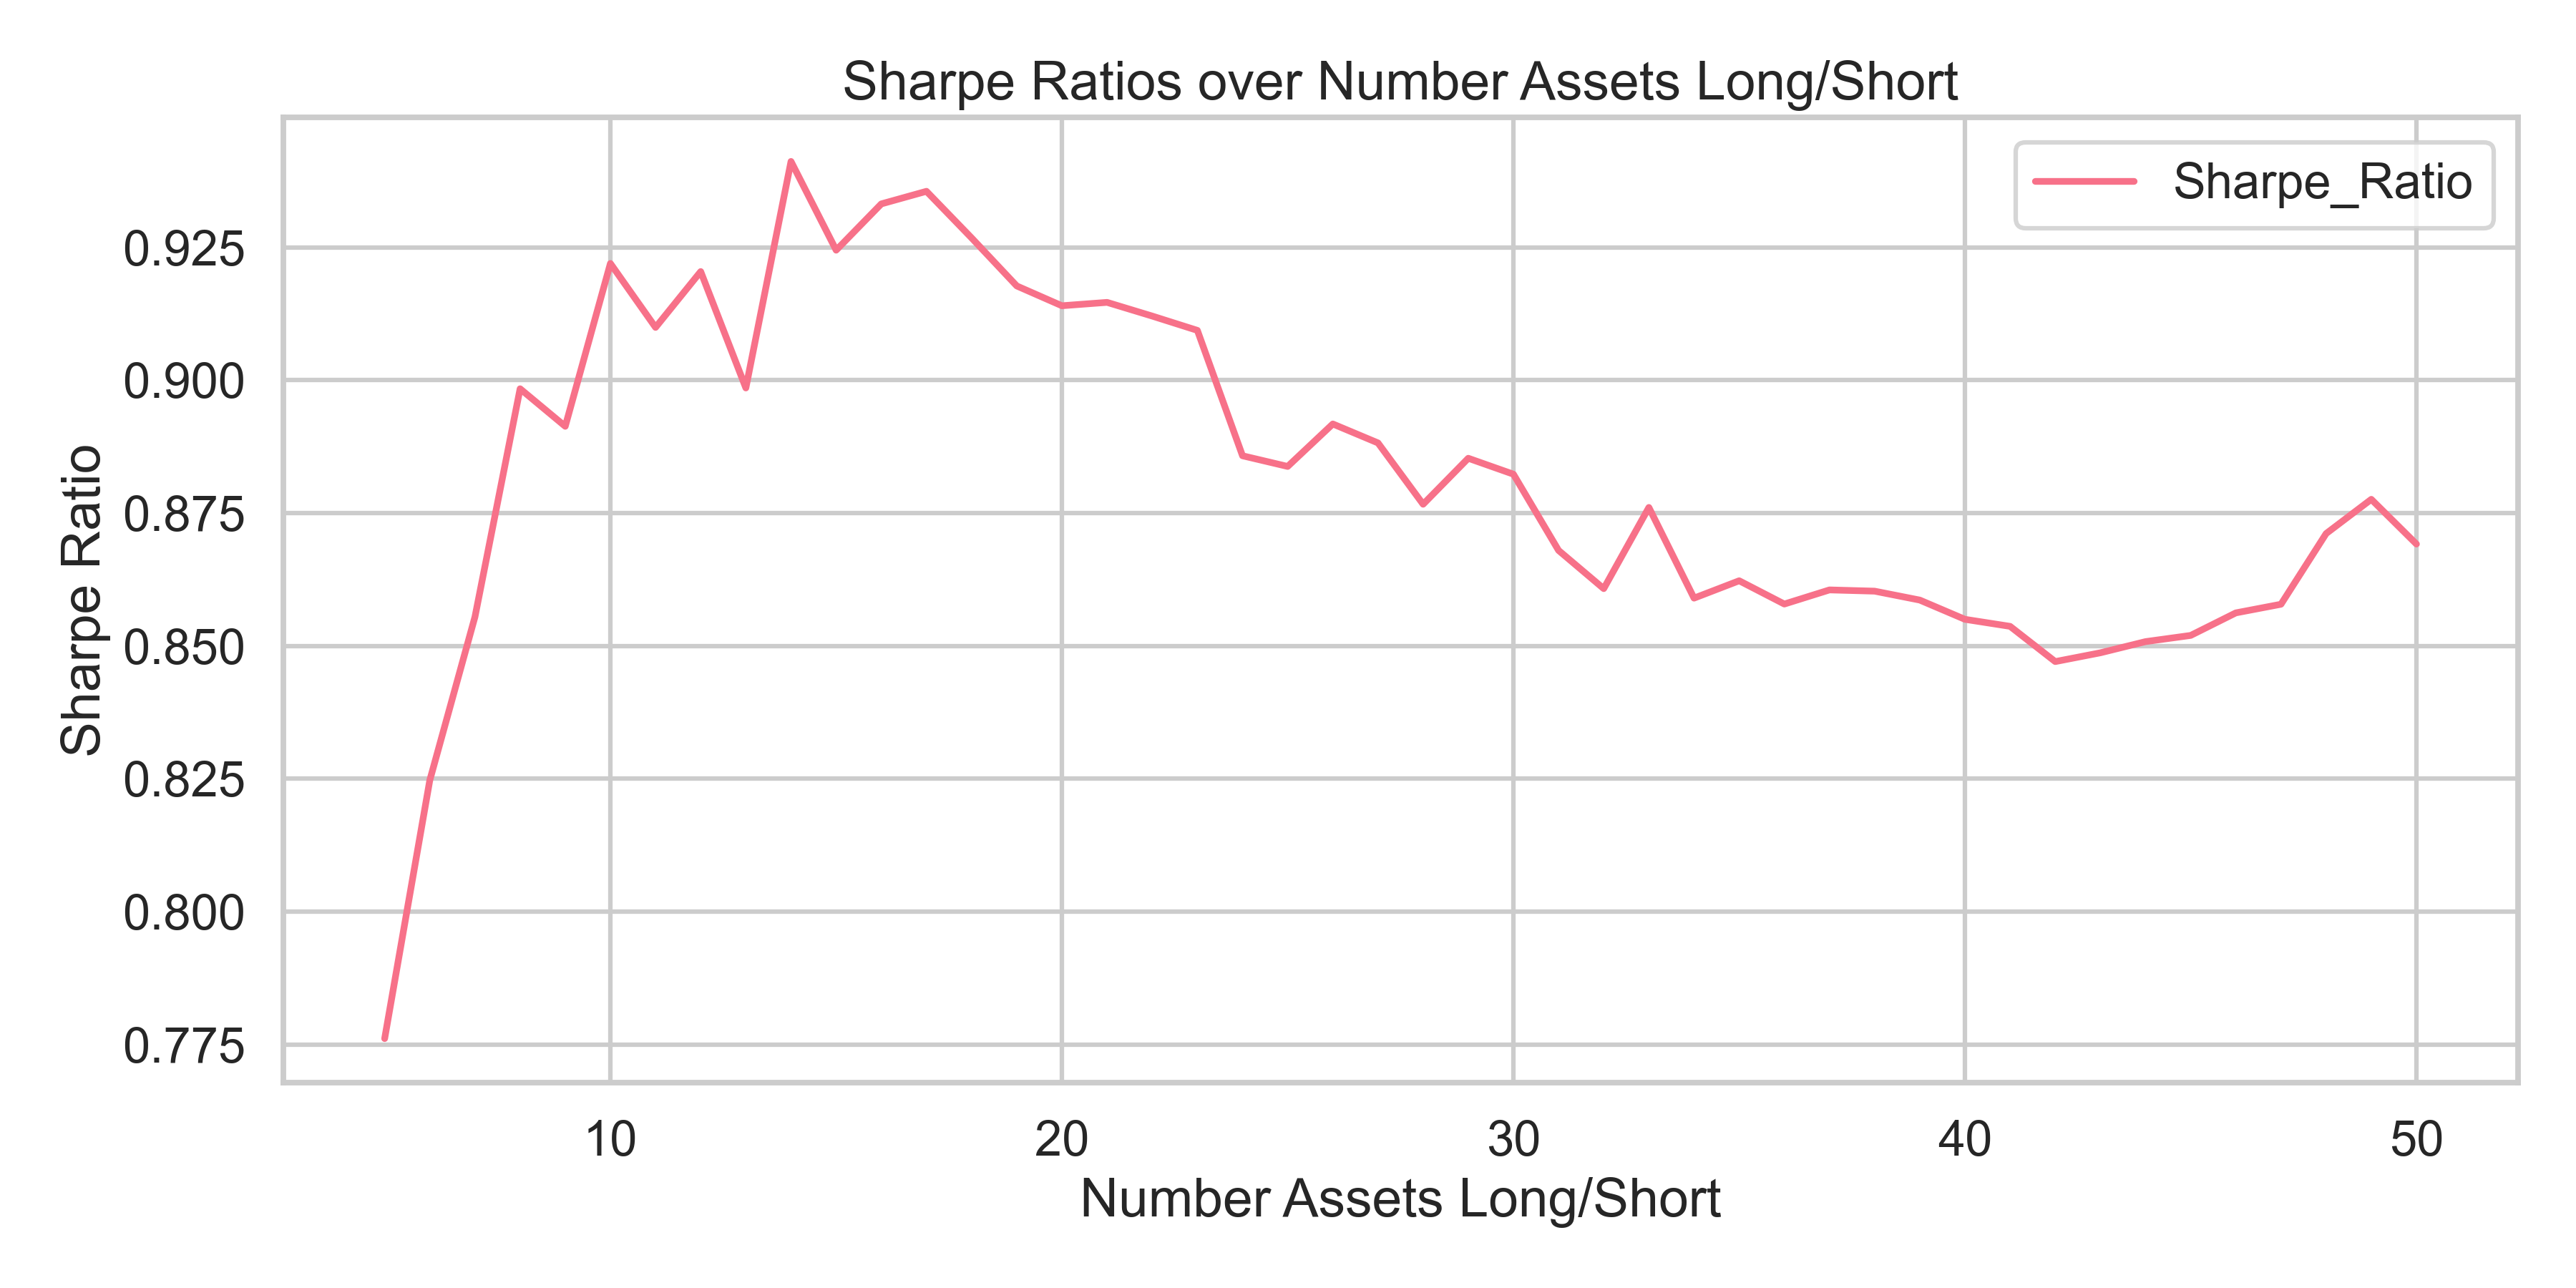 Sharpe Ratios over Number Assets Long/Short
Sharpe_Ratio
Sharpe Ratio
0.925
0.900
0.875
0.850
0.825
0.800
0.775
10 20 30 40 50
Number Assets Long/Short